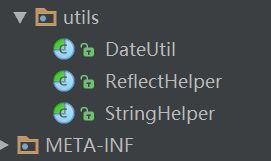 utils
DateUtil
ReflectHelper
StringHelper
META-INF